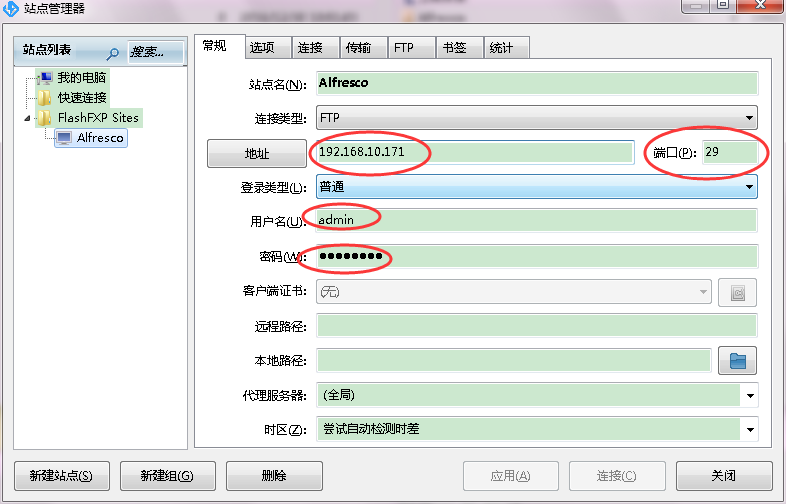 站点管理器
站点列表
搜索...
我的电脑
快速连接
FlashFXP Sites
Alfresco
常规 选项 连接 传输 FTP 书签 统计
站点名(N): Alfresco
连接类型: FTP
地址 192.168.10.171 端口(P): 29
登录类型(L): 普通
用户名(U): admin
密码(W): ●●●●●●●●
客户端证书: (无)
远程路径:
本地路径:
代理服务器: (全局)
时区(Z): 尝试自动检测时差
新建站点(S) 新建组(G) 删除 应用(A) 连接(C) 关闭